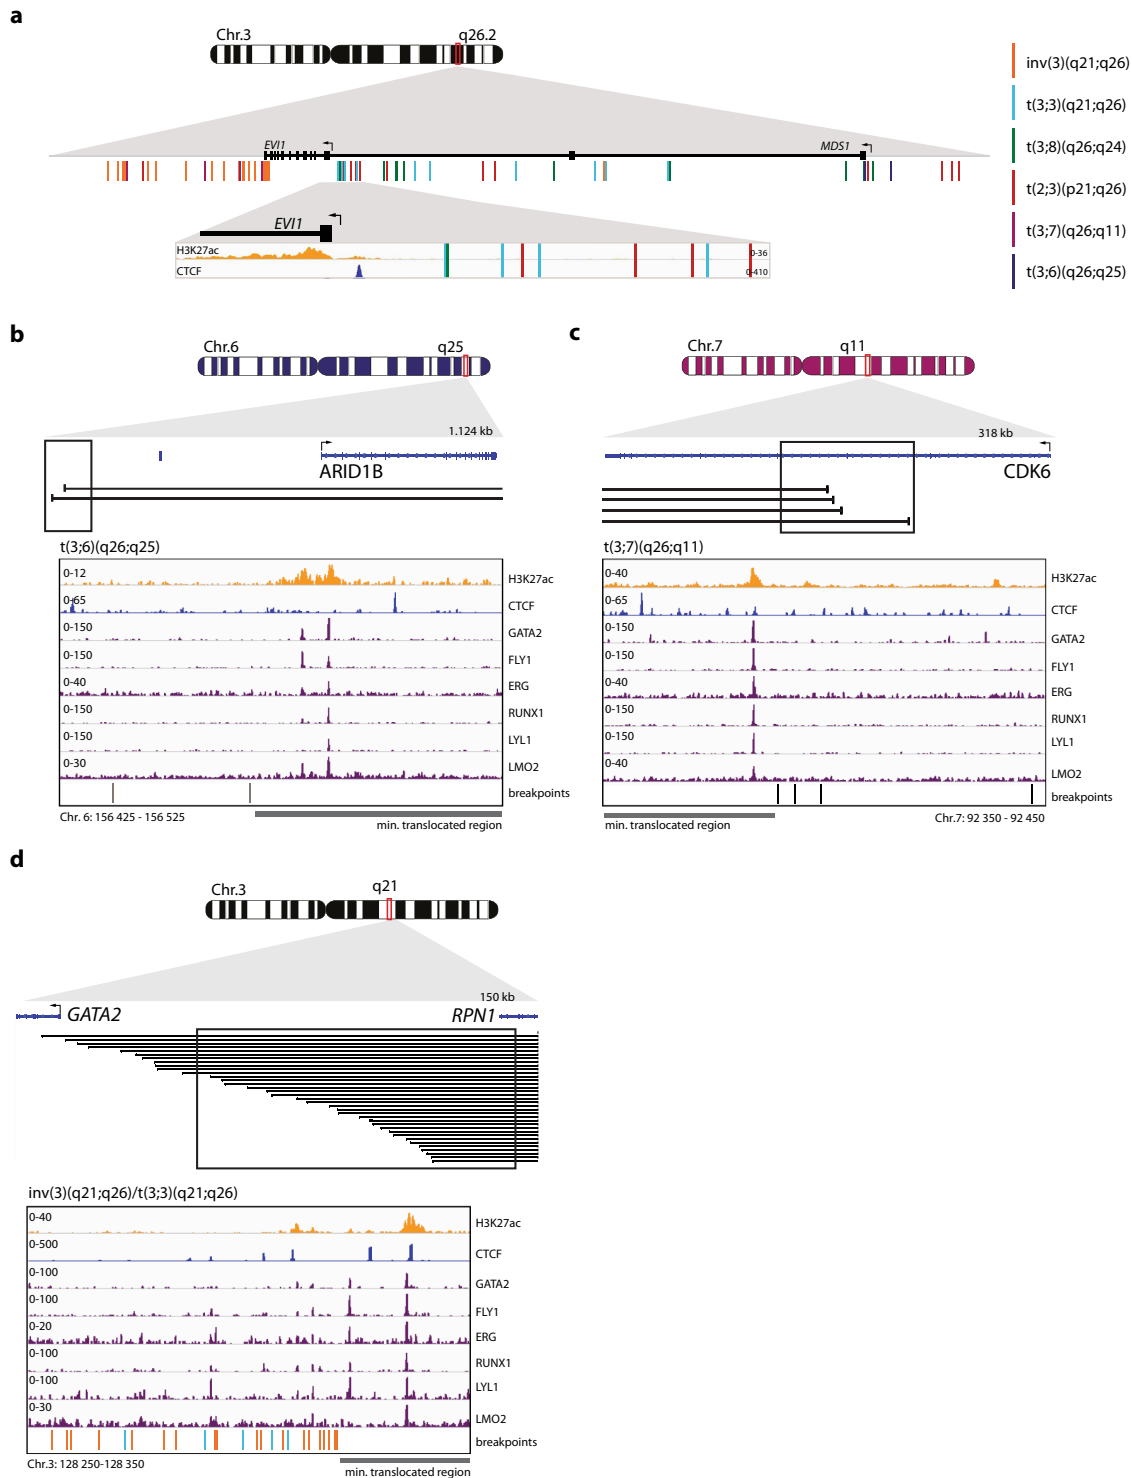 a
Chr.3
q26.2
EVI1
MDS1
EVI1
H3K27ac
0-36
CTCF
0-410
inv(3)(q21;q26)
t(3;3)(q21;q26)
t(3;8)(q26;q24)
t(2;3)(p21;q26)
t(3;7)(q26;q11)
t(3;6)(q26;q25)
b
Chr.6
q25
1.124 kb
ARID1B
t(3;6)(q26;q25)
0-12
H3K27ac
0-65
CTCF
0-150
GATA2
0-150
FLY1
0-40
ERG
0-150
RUNX1
0-150
LYL1
0-30
LMO2
breakpoints
Chr. 6: 156 425 - 156 525
min. translocated region
c
Chr.7
q11
318 kb
CDK6
t(3;7)(q26;q11)
0-40
H3K27ac
0-65
CTCF
0-150
GATA2
0-150
FLY1
0-40
ERG
0-150
RUNX1
0-150
LYL1
0-40
LMO2
breakpoints
min. translocated region
Chr.7: 92 350 - 92 450
d
Chr.3
q21
150 kb
GATA2
RPN1
inv(3)(q21;q26)/t(3;3)(q21;q26)
0-40
H3K27ac
0-500
CTCF
0-100
GATA2
0-100
FLY1
0-20
ERG
0-100
RUNX1
0-100
LYL1
0-30
LMO2
breakpoints
Chr.3: 128 250-128 350
min. translocated region